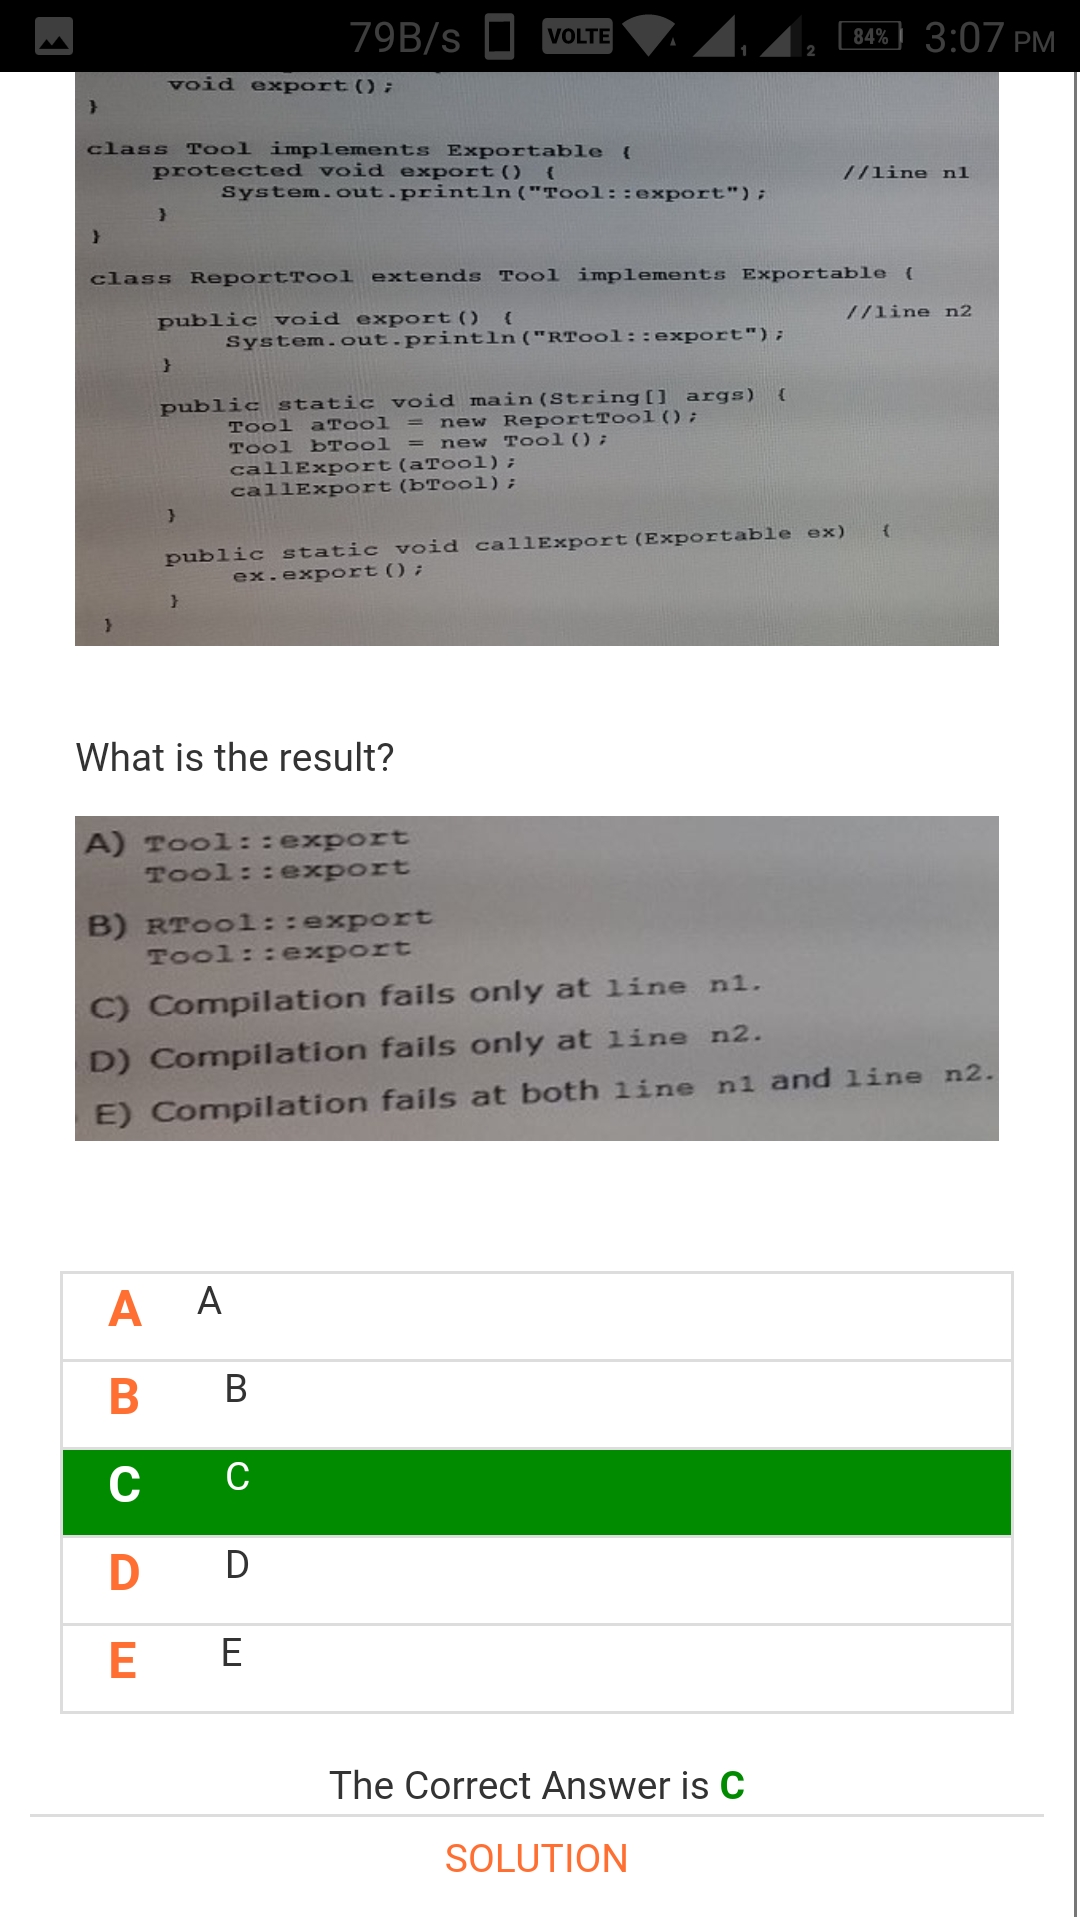 79B/s VOLTE 1 2 84% 3:07 PM
void export();
}
class Tool implements Exportable {
protected void export() { //line n1
System.out.println("Tool::export");
}
}
class ReportTool extends Tool implements Exportable {
public void export() { //line n2
System.out.println("RTool::export");
}
public static void main(String[] args) {
Tool aTool = new ReportTool();
Tool bTool = new Tool();
callExport(aTool);
callExport(bTool);
}
public static void callExport(Exportable ex) {
ex.export();
}
}
What is the result?
A) Tool::export
Tool::export
B) RTool::export
Tool::export
C) Compilation fails only at line n1.
D) Compilation fails only at line n2.
E) Compilation fails at both line n1 and line n2.
A A
B B
C C
D D
E E
The Correct Answer is C
SOLUTION